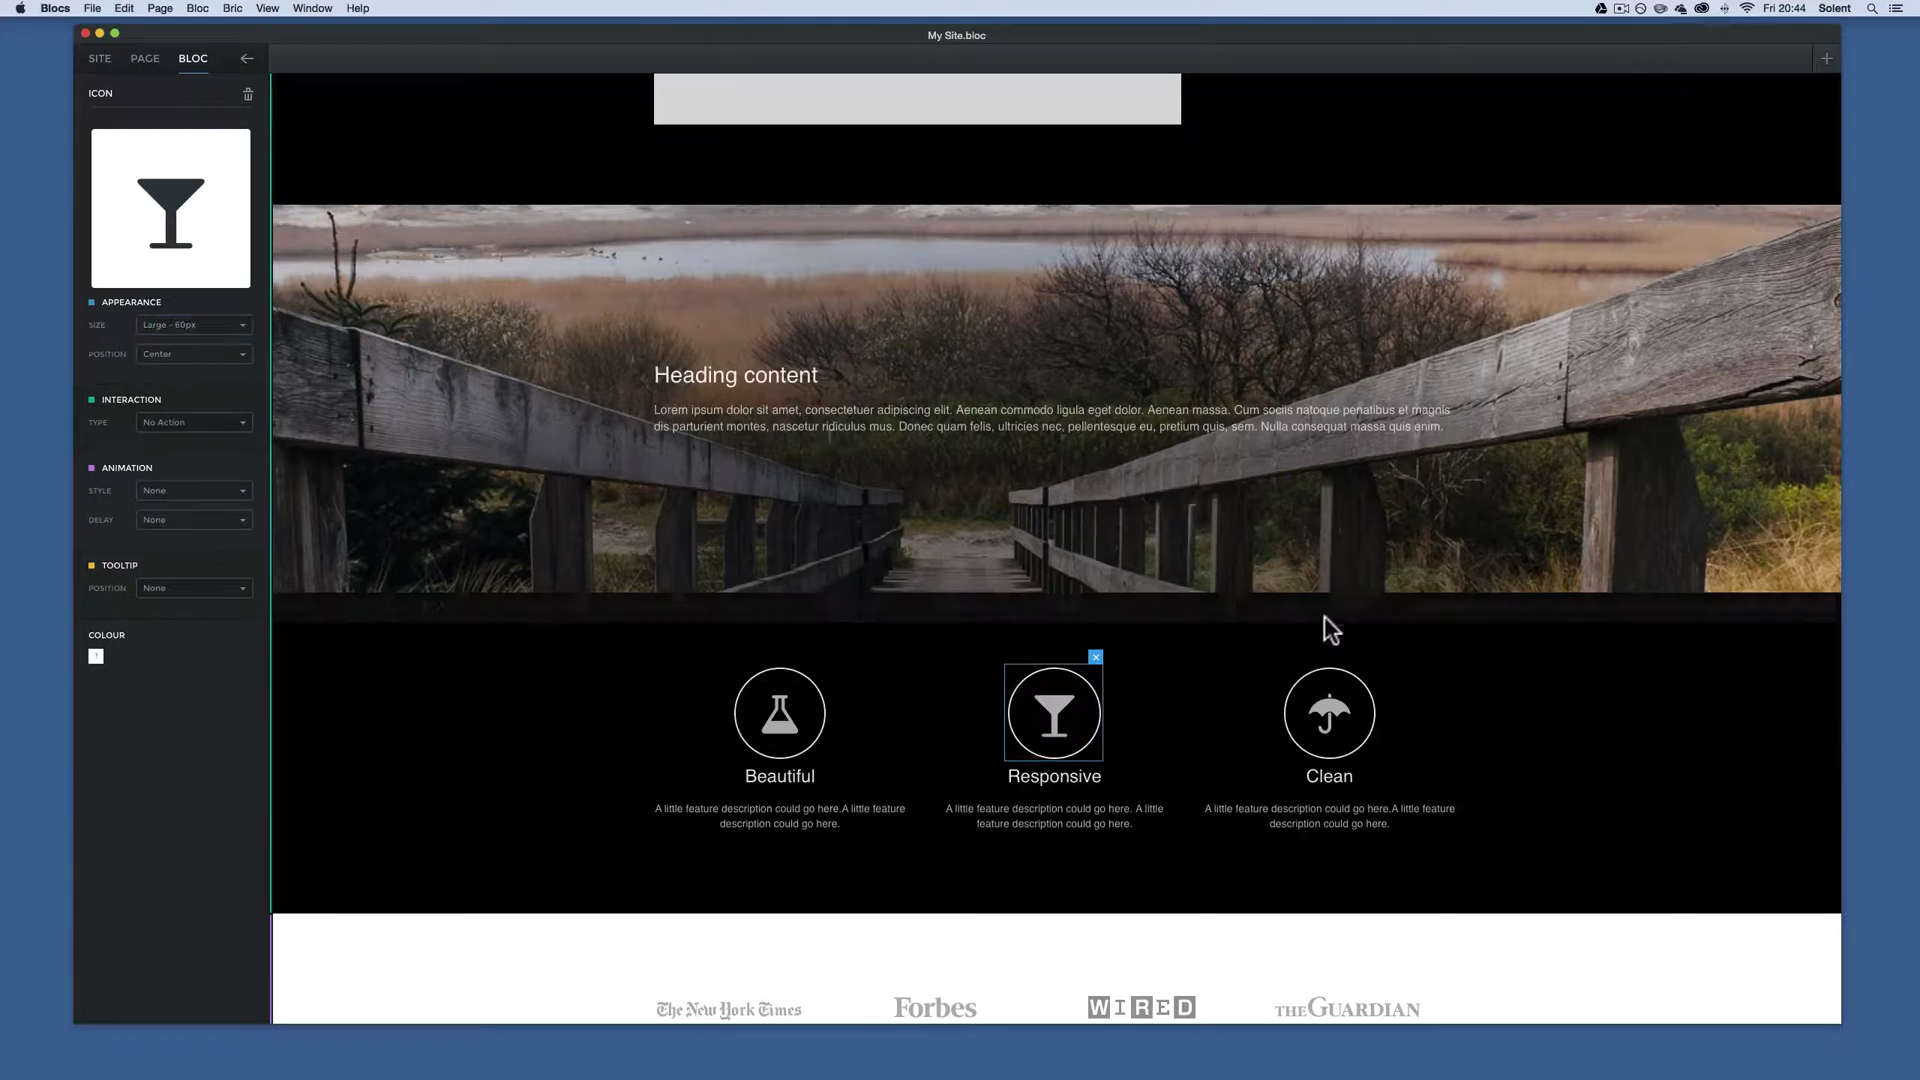 Blocs File Edit Page Bloc Bric View Window Help Fri 20:44 Solent
My Site.bloc
SITE PAGE BLOC
ICON
APPEARANCE
SIZE Large - 60px
POSITION Center
INTERACTION
TYPE No Action
ANIMATION
STYLE None
DELAY None
TOOLTIP
POSITION None
COLOUR
Heading content
Lorem ipsum dolor sit amet, consectetuer adipiscing elit. Aenean commodo ligula eget dolor. Aenean massa. Cum sociis natoque penatibus et magnis
dis parturient montes, nascetur ridiculus mus. Donec quam felis, ultricies nec, pellentesque eu, pretium quis, sem. Nulla consequat massa quis enim.
Beautiful
A little feature description could go here.A little feature
description could go here.
Responsive
A little feature description could go here. A little
feature description could go here.
Clean
A little feature description could go here.A little feature
description could go here.
The New York Times
Forbes
WIRED
THE GUARDIAN